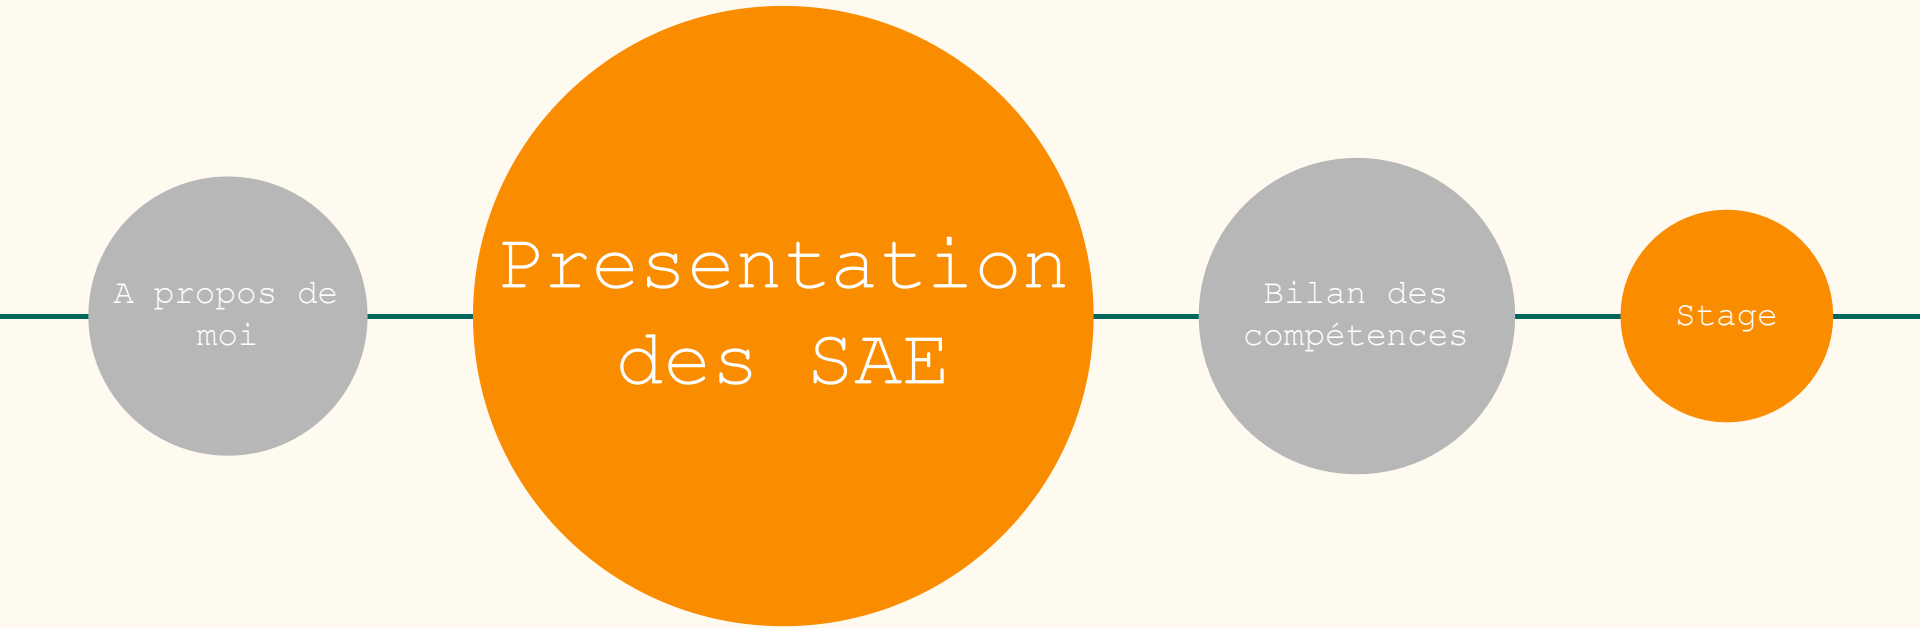 A propos de
moi
Presentation
des SAE
Bilan des
compétences
Stage